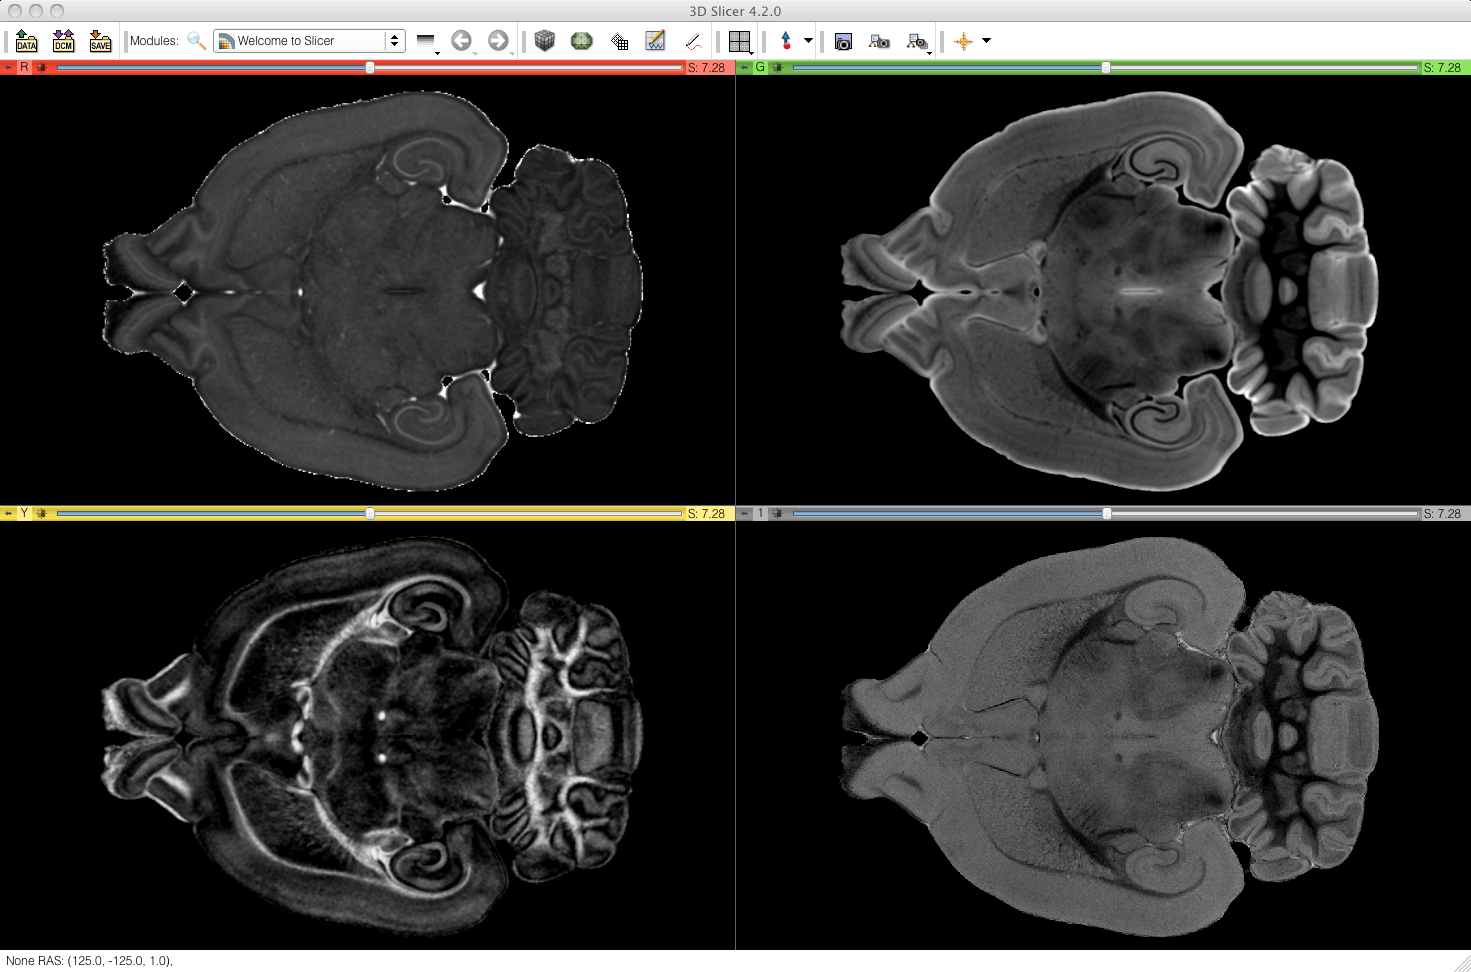 3D Slicer 4.2.0
DATA DCM SAVE Modules: Welcome to Slicer
R S: 7.28
G S: 7.28
Y S: 7.28
1 S: 7.28
None RAS: (125.0, -125.0, 1.0),